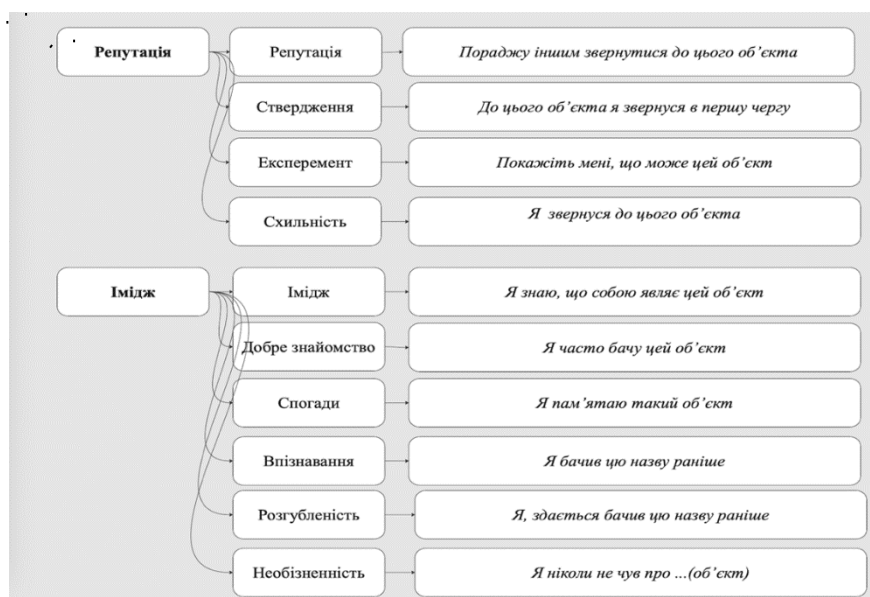 Репутація
Репутація
Пораджу іншим звернутися до цього об’єкта
Ствердження
До цього об’єкта я звернуся в першу чергу
Експеремент
Покажіть мені, що може цей об’єкт
Схильність
Я звернуся до цього об’єкта
Імідж
Імідж
Я знаю, що собою являє цей об’єкт
Добре знайомство
Я часто бачу цей об’єкт
Спогади
Я пам’ятаю такий об’єкт
Впізнавання
Я бачив цю назву раніше
Розгубленість
Я, здається бачив цю назву раніше
Необізненність
Я ніколи не чув про ...(об’єкт)